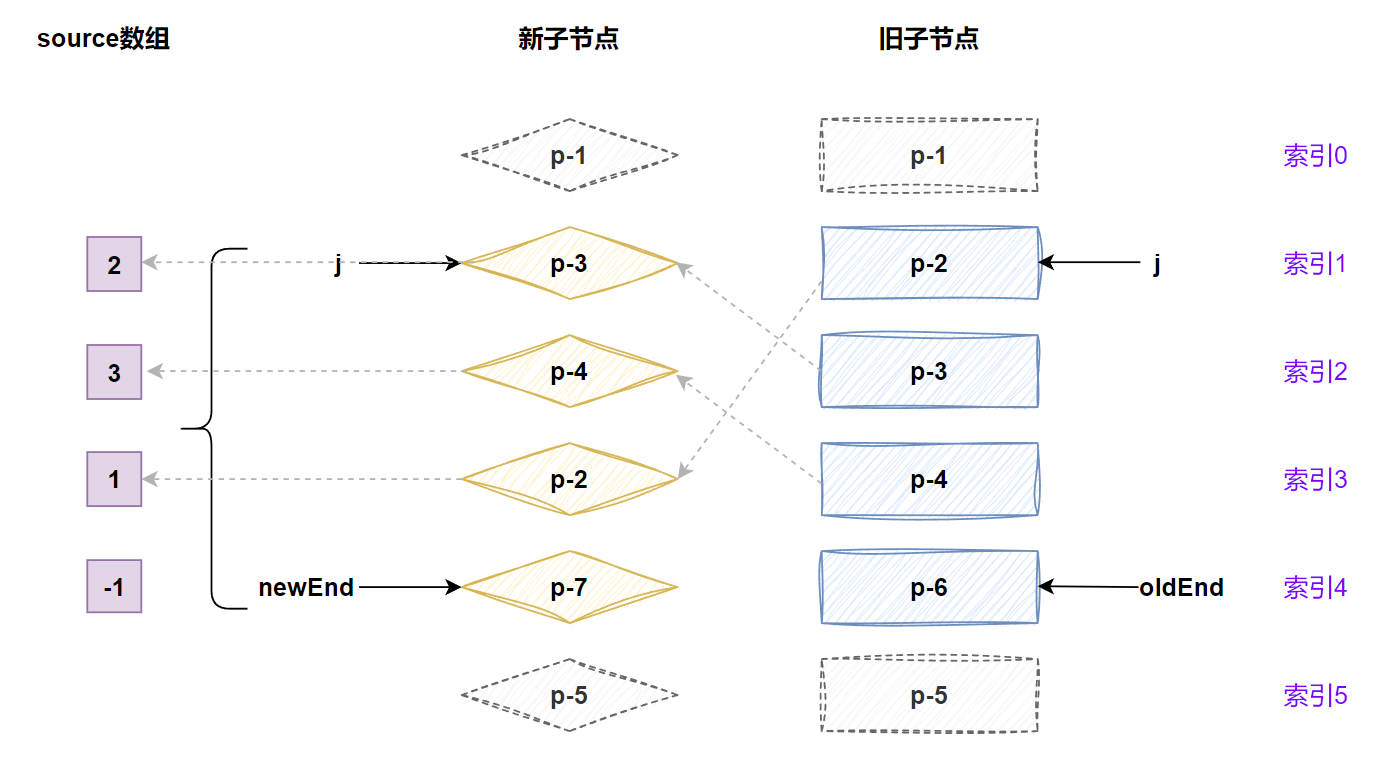 source数组 新子节点 旧子节点
p-1 p-1 索引0
2 j p-3 p-2 j 索引1
3 p-4 p-3 索引2
1 p-2 p-4 索引3
-1 newEnd p-7 p-6 oldEnd 索引4
p-5 p-5 索引5